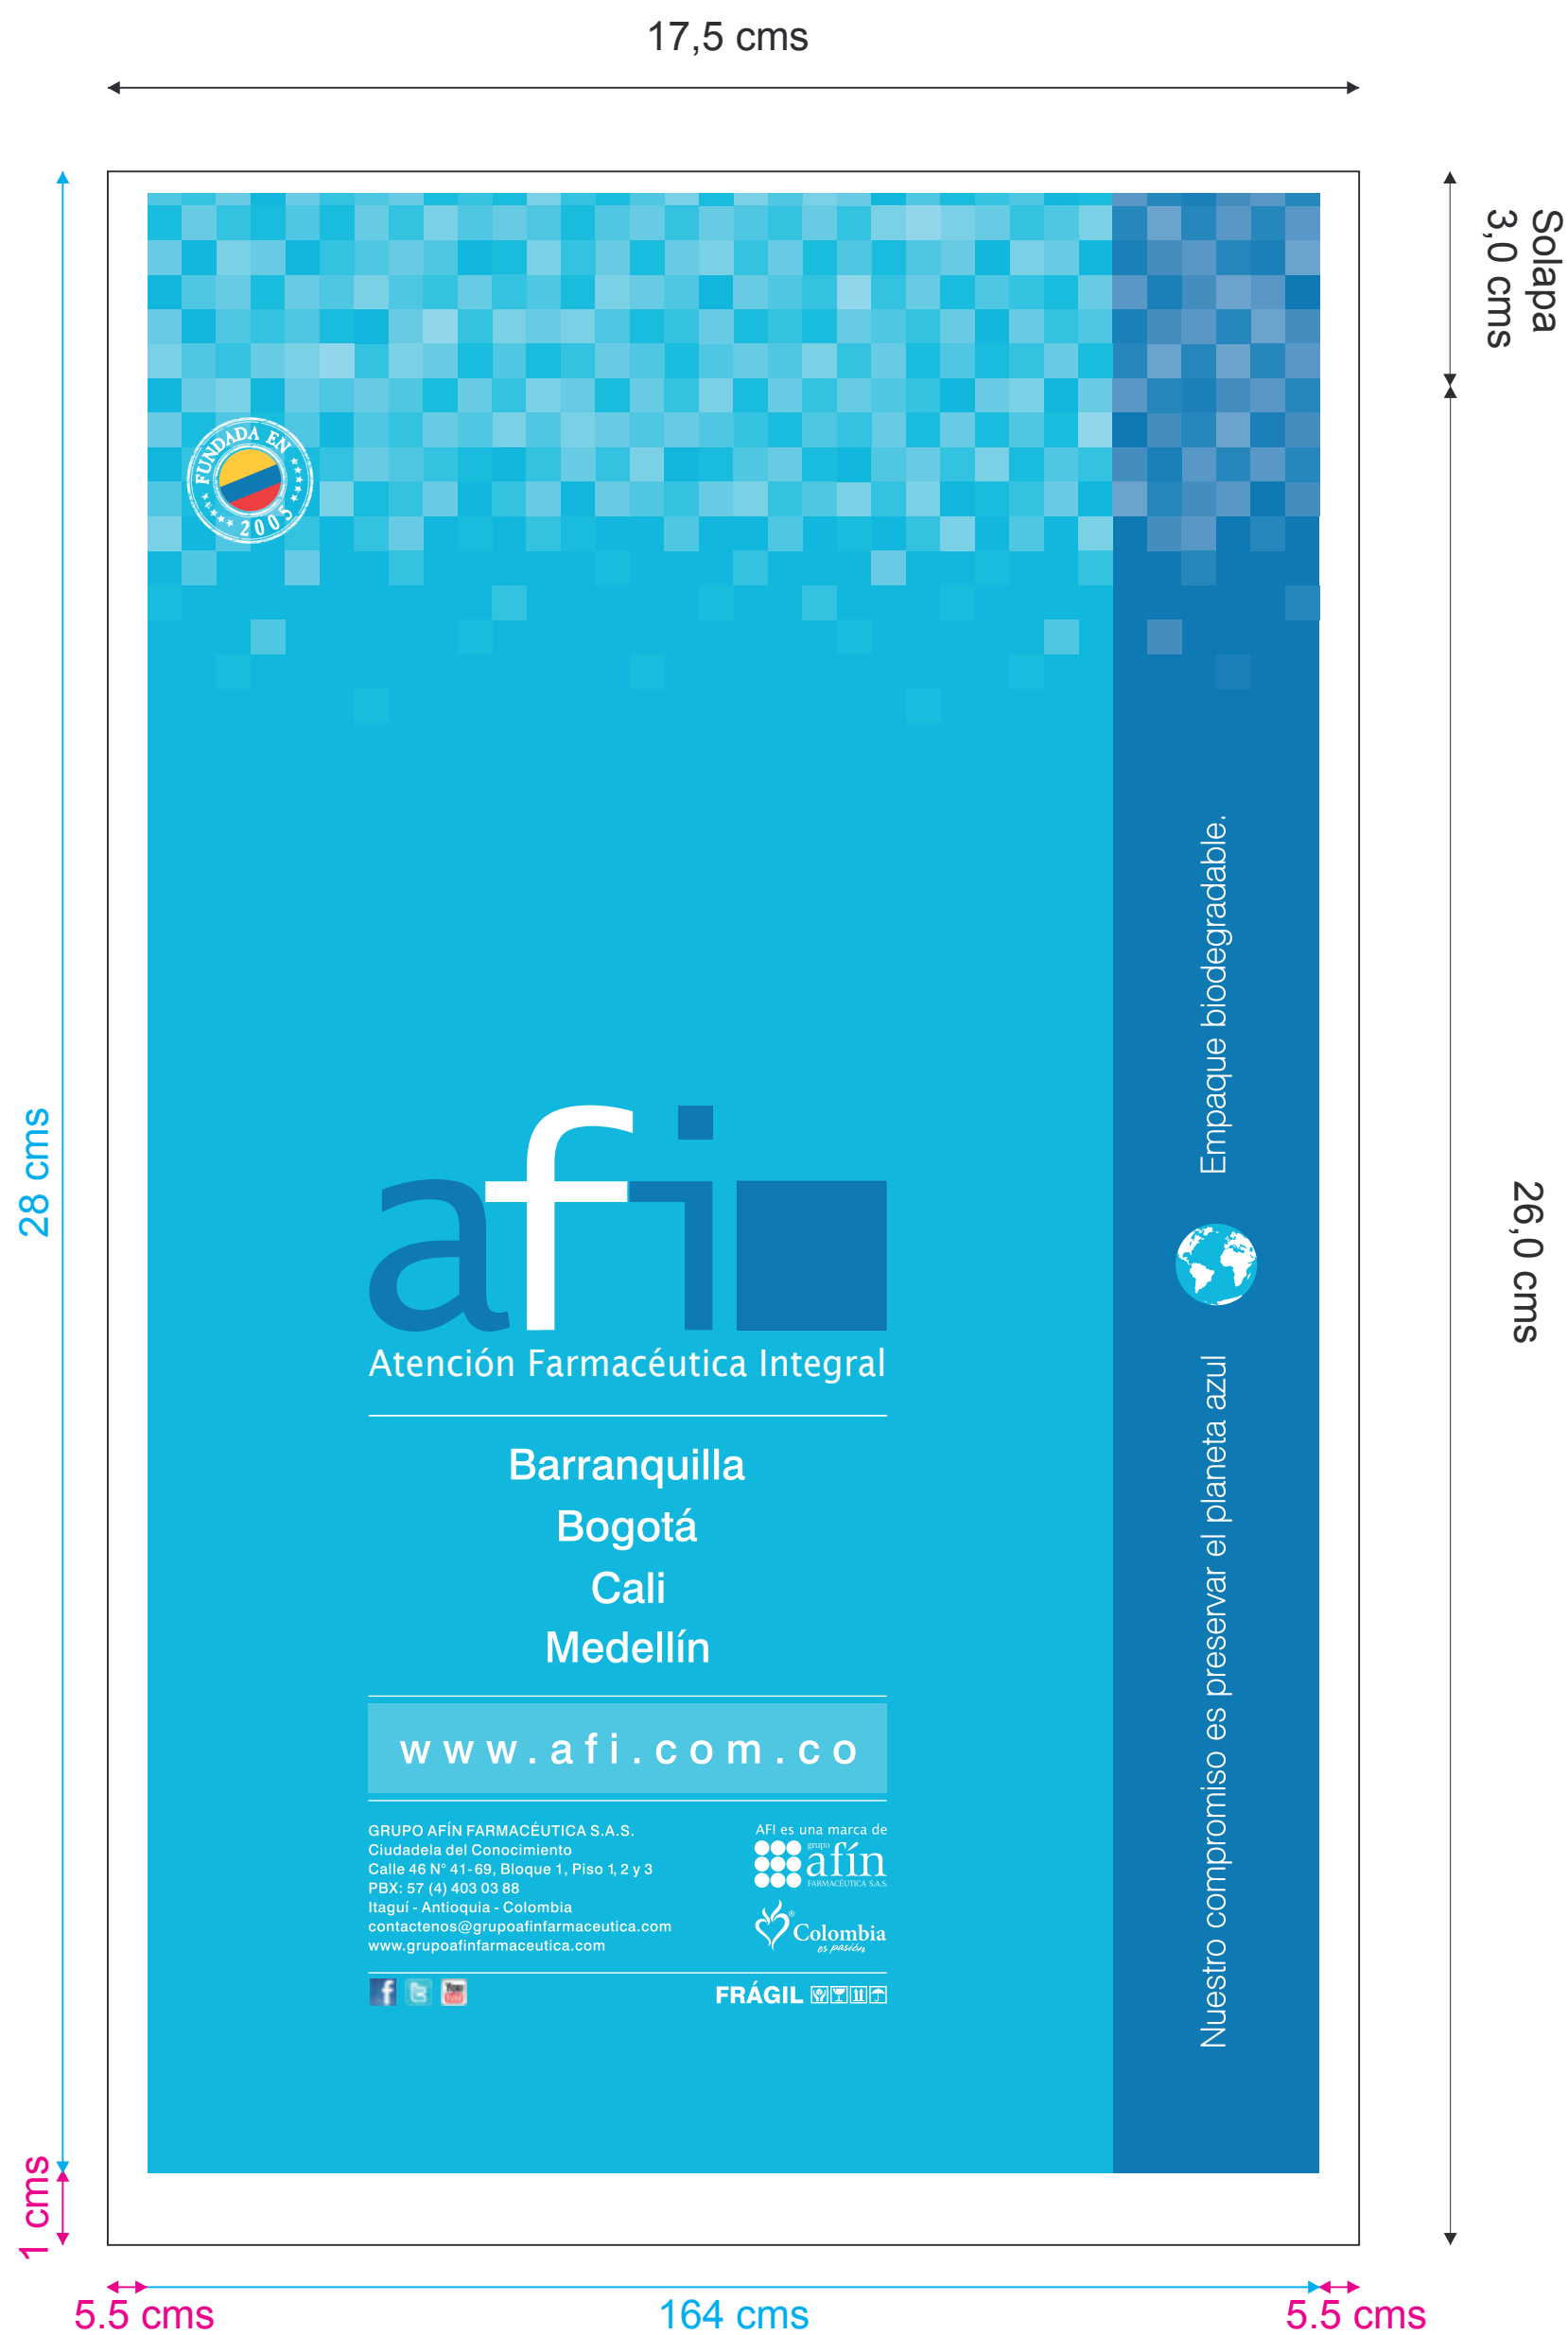 17,5 cms
Solapa
3,0 cms
FUNDADA EN
2005
28 cms
26,0 cms
Empaque biodegradable.
Nuestro compromiso es preservar el planeta azul
afi
Atención Farmacéutica Integral
Barranquilla
Bogotá
Cali
Medellín
www.afi.com.co
GRUPO AFÍN FARMACÉUTICA S.A.S.
Ciudadela del Conocimiento
Calle 46 N° 41-69, Bloque 1, Piso 1, 2 y 3
PBX: 57 (4) 403 03 88
Itaguí - Antioquia - Colombia
contactenos@grupoafinfarmaceutica.com
www.grupoafinfarmaceutica.com
AFI es una marca de
grupo
afín
FARMACÉUTICA S.A.S.
Colombia®
es pasión
f
t
You
Tube
FRÁGIL
1 cms
5.5 cms
164 cms
5.5 cms